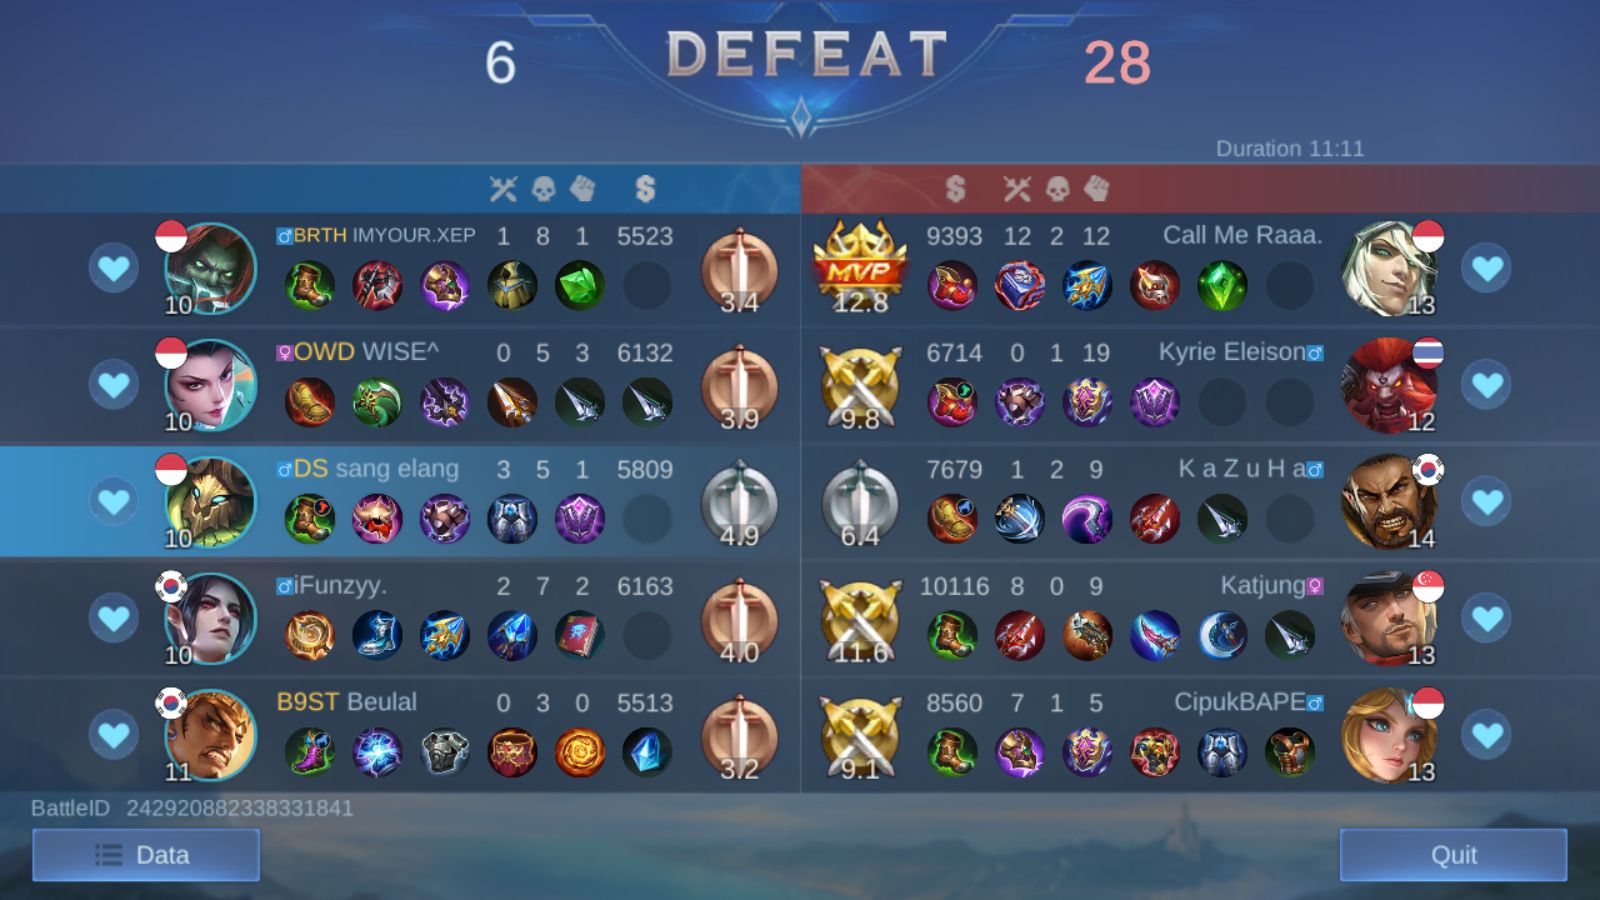 6 DEFEAT 28
Duration 11:11
BRTH IMYOUR.XEP 1 8 1 5523
10
3.4
MVP
12.8
9393 12 2 12 Call Me Raaa.
13
OWD WISE^ 0 5 3 6132
10
3.9
9.8
6714 0 1 19 Kyrie Eleison
12
DS sang elang 3 5 1 5809
10
4.9
6.4
7679 1 2 9 K a Z u H a
14
iFunzyy. 2 7 2 6163
10
4.0
11.6
10116 8 0 9 Katjung
13
B9ST Beulal 0 3 0 5513
11
3.2
9.1
8560 7 1 5 CipukBAPE
13
BattleID 242920882338331841
Data
Quit